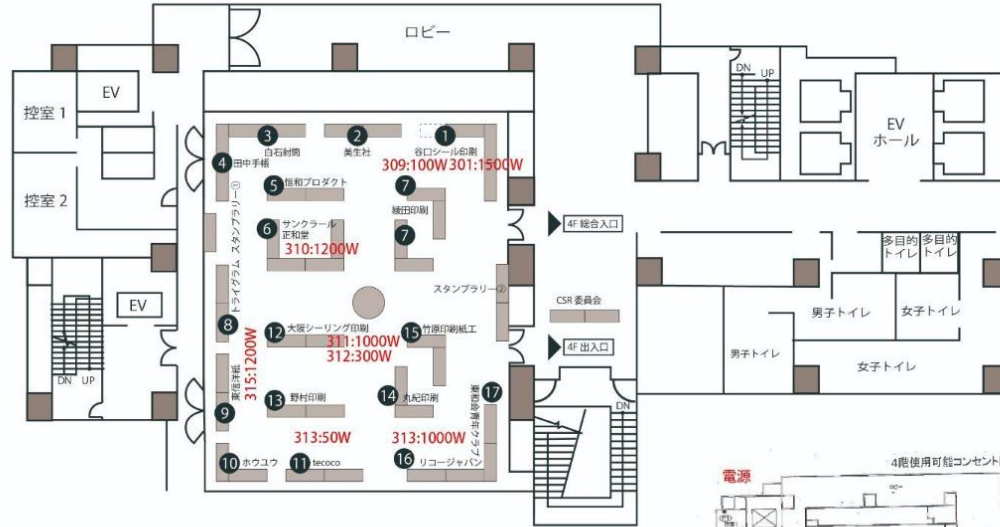 ロビー
控室 1
EV
控室 2
EV
DN UP
3
白石封筒
2
美生社
1
谷口シール印刷
309:100W 301:1500W
4 田中手帳
5 恒和プロダクト
7
綾田印刷
6 サンクラール
正和堂
310:1200W
7
スタンプラリー①
トライグラム
8
スタンプラリー②
12 大阪シーリング印刷
311:1000W
312:300W
15 竹原印刷紙工
315:1200W
東信洋紙
9
13 野村印刷
14 丸紀印刷
17
東和会青年クラブ
313:50W
313:1000W
10 ホウユウ
11 tecoco
16 リコージャパン
4F 総合入口
CSR 委員会
4F 出入口
DN
DN UP
EV
ホール
多目的
トイレ
多目的
トイレ
男子トイレ
女子トイレ
男子トイレ
女子トイレ
電源
4階使用可能コンセント
ロビー